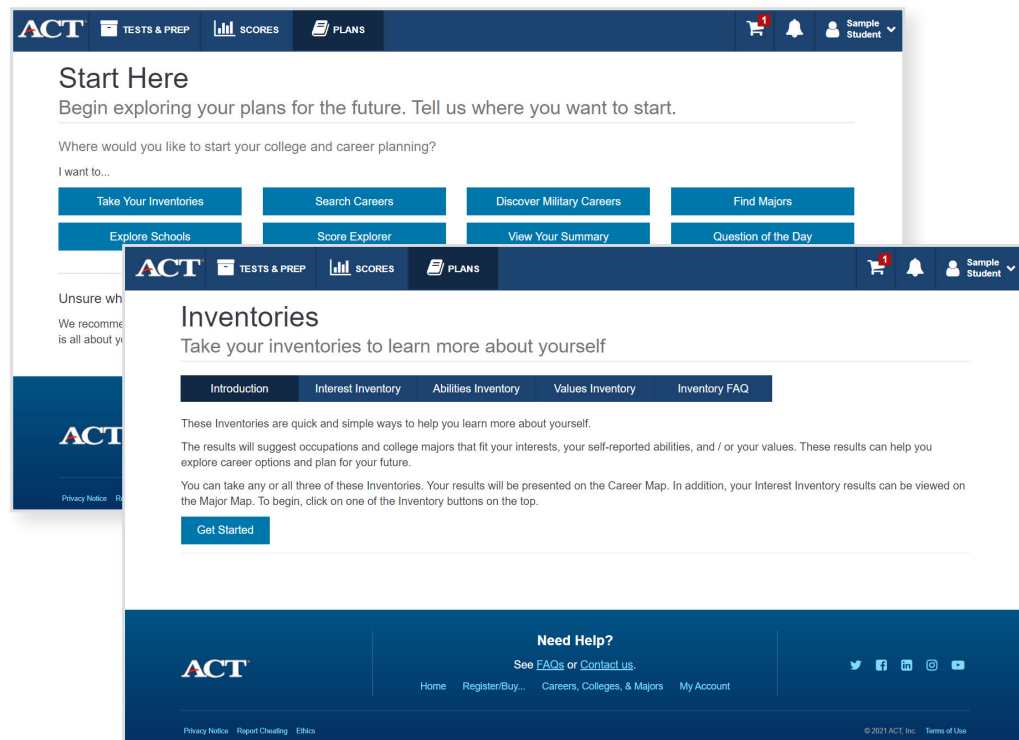 ACT TESTS & PREP SCORES PLANS 1 Sample Student
Start Here
Begin exploring your plans for the future. Tell us where you want to start.
Where would you like to start your college and career planning?
I want to...
Take Your Inventories Search Careers Discover Military Careers Find Majors
Explore Schools Score Explorer View Your Summary Question of the Day
Unsure wh
We recomme
is all about y
ACT
Privacy Notice R
ACT TESTS & PREP SCORES PLANS 1 Sample Student
Inventories
Take your inventories to learn more about yourself
Introduction Interest Inventory Abilities Inventory Values Inventory Inventory FAQ
These Inventories are quick and simple ways to help you learn more about yourself.
The results will suggest occupations and college majors that fit your interests, your self-reported abilities, and / or your values. These results can help you
explore career options and plan for your future.
You can take any or all three of these Inventories. Your results will be presented on the Career Map. In addition, your Interest Inventory results can be viewed on
the Major Map. To begin, click on one of the Inventory buttons on the top.
Get Started
Need Help?
See FAQs or Contact us.
ACT
Home Register/Buy... Careers, Colleges, & Majors My Account
Privacy Notice Report Cheating Ethics © 2021 ACT, Inc. Terms of Use